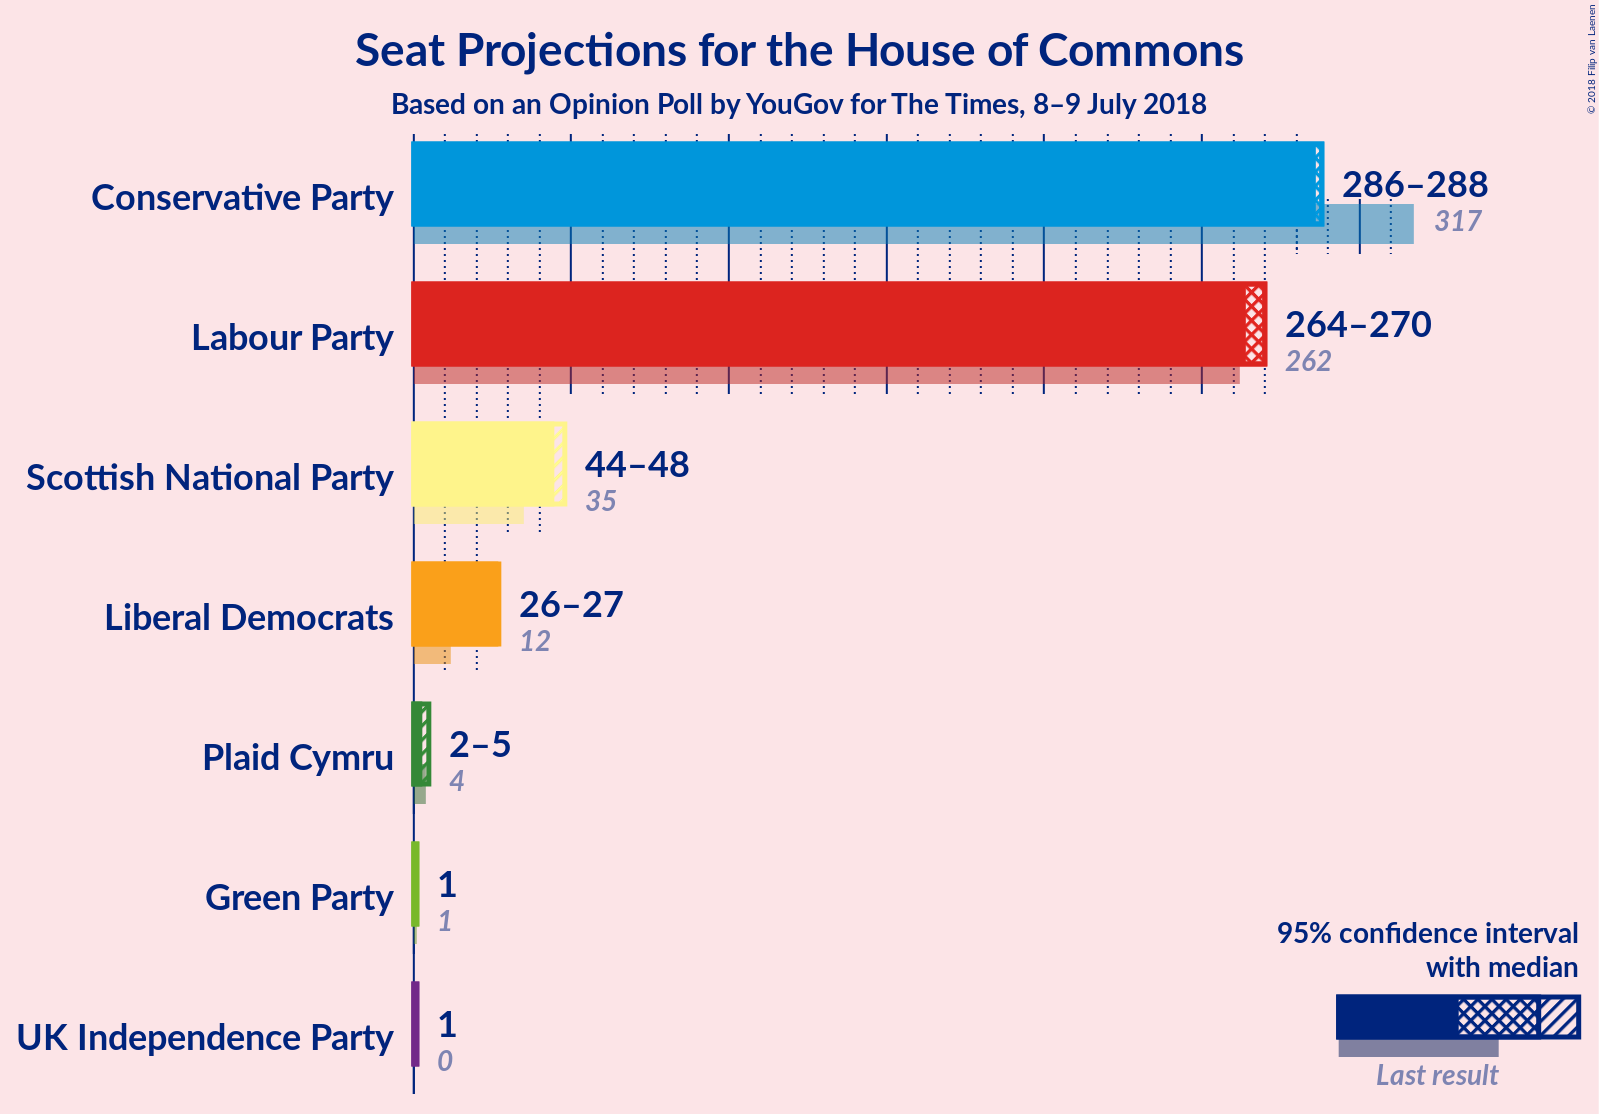 Seat Projections for the House of Commons
Based on an Opinion Poll by YouGov for The Times, 8–9 July 2018
© 2018 Filip van Laenen
Conservative Party
286–288
317
Labour Party
264–270
262
Scottish National Party
44–48
35
Liberal Democrats
26–27
12
Plaid Cymru
2–5
4
Green Party
1
1
UK Independence Party
1
0
95% confidence interval
with median
Last result